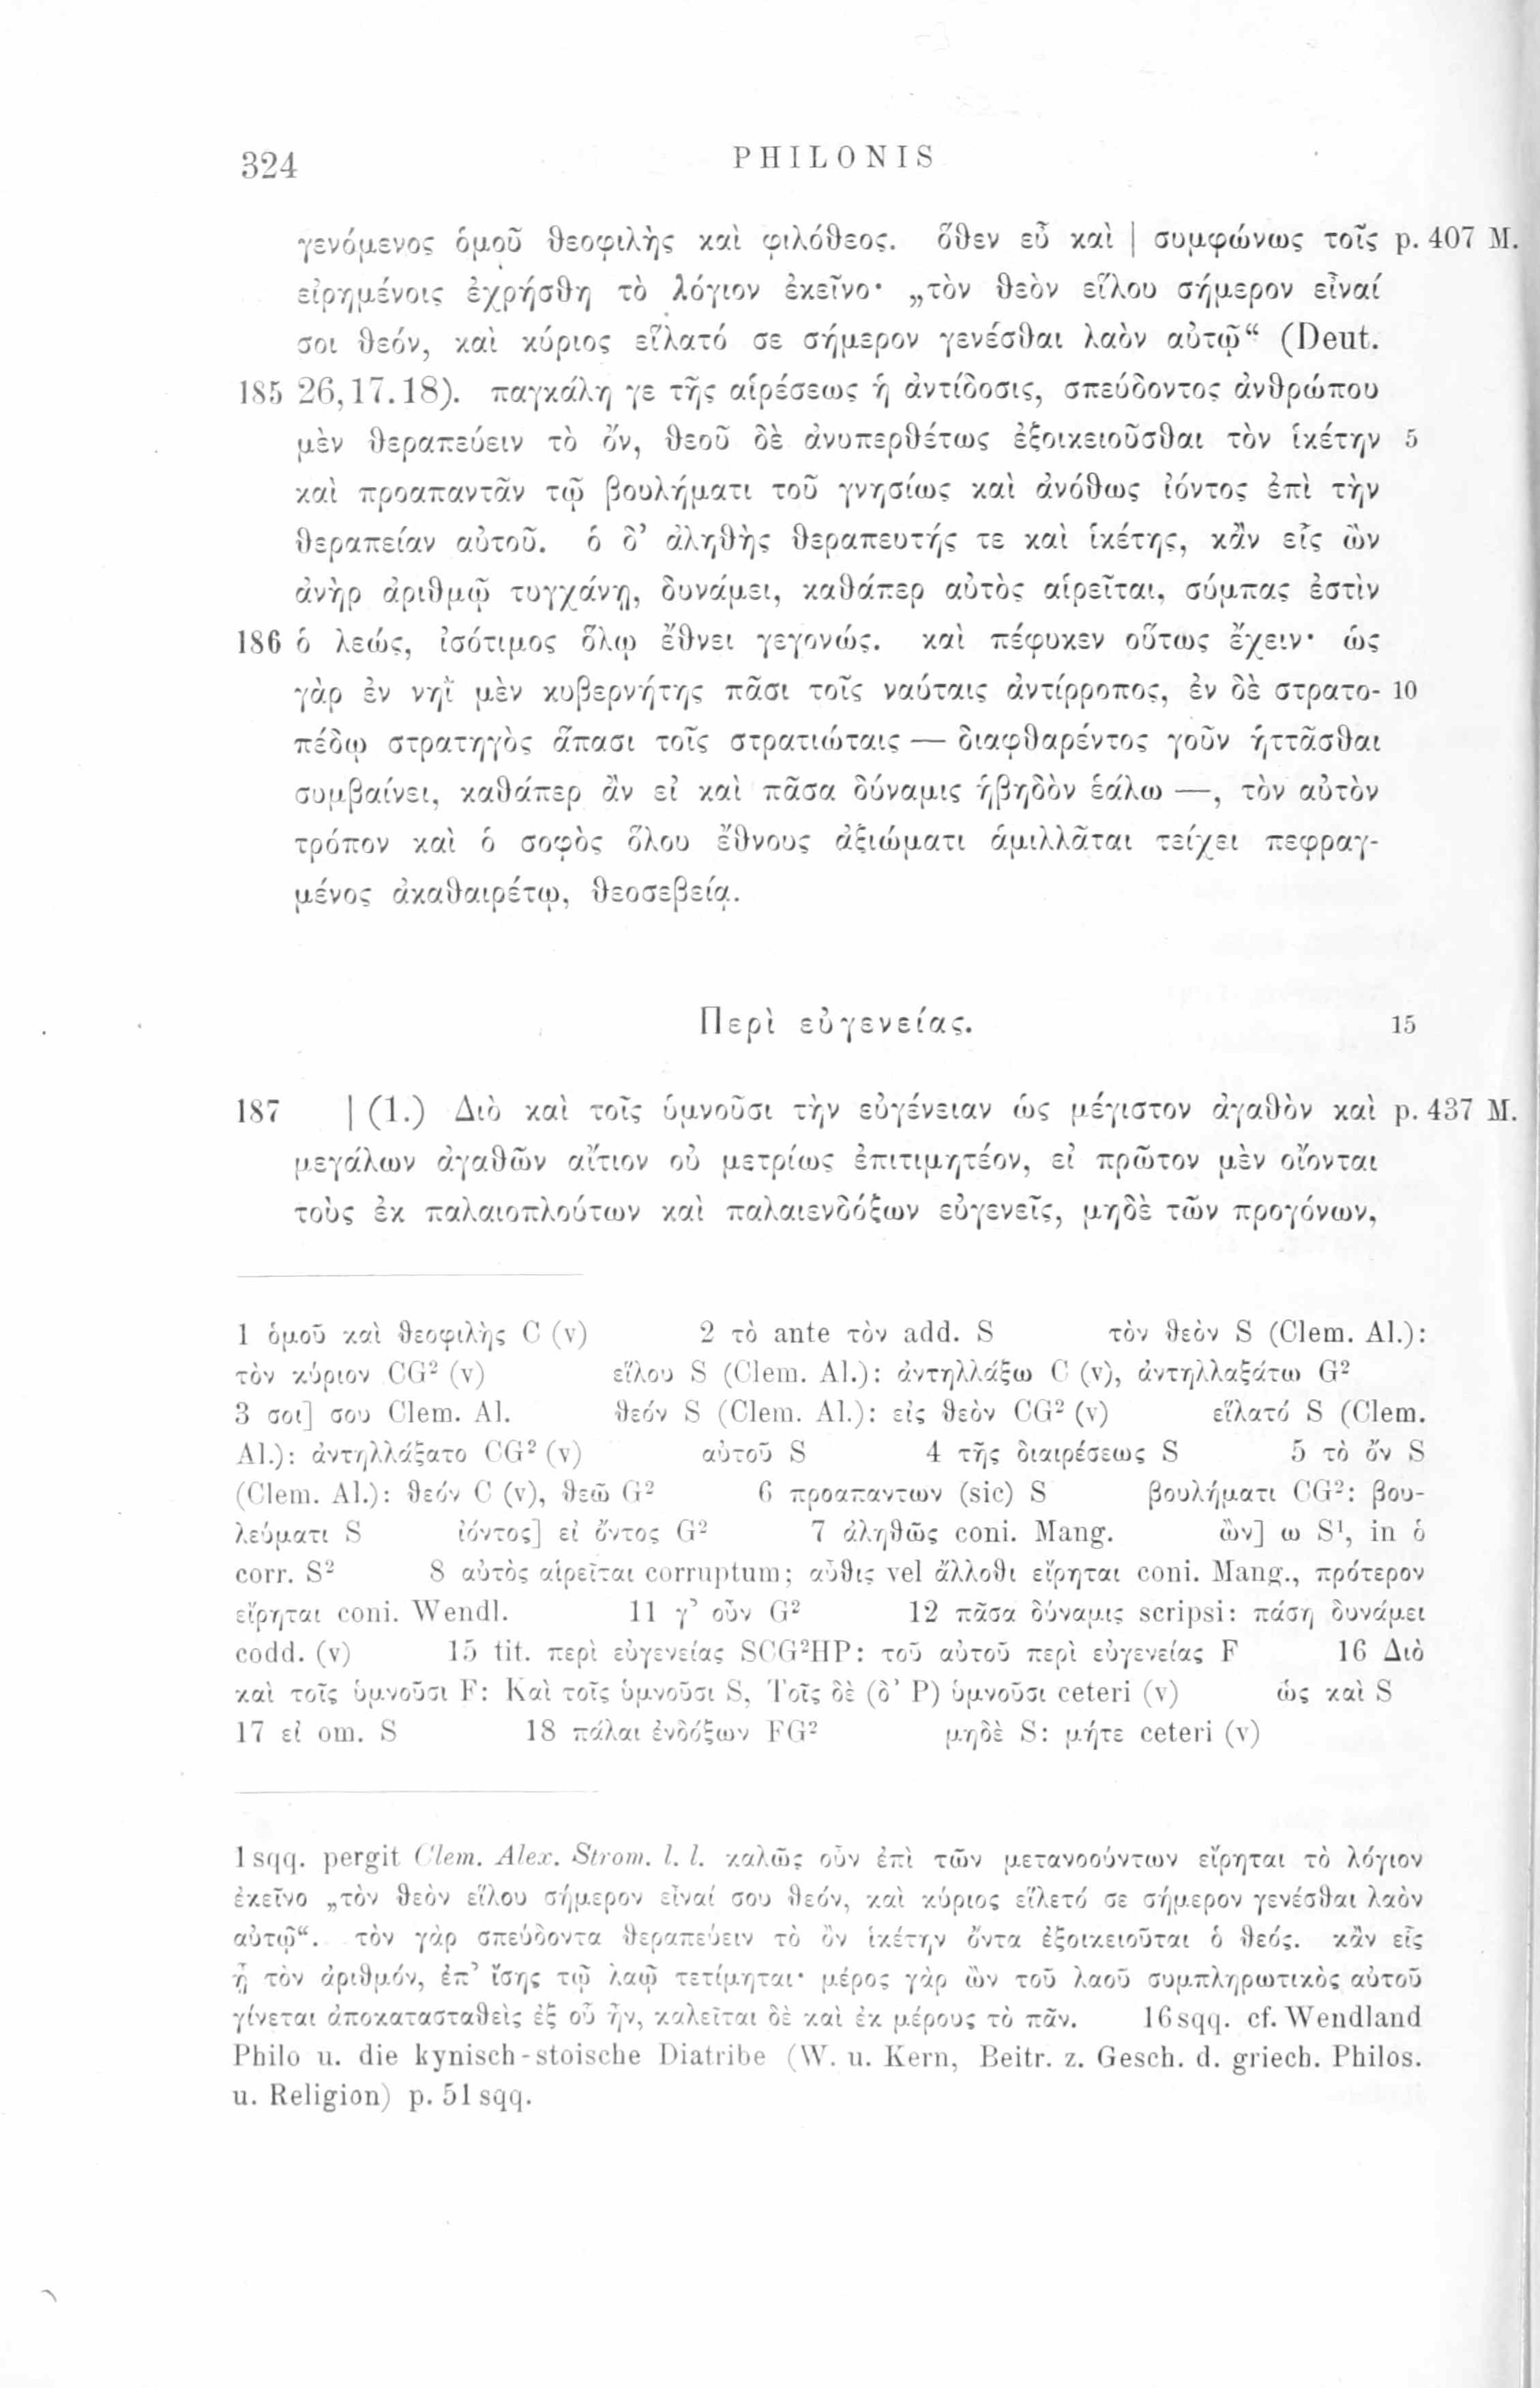 324 PHILONIS
γενόμενος ὁμοῦ θεοφιλὴς καὶ φιλόθεος. ὅθεν εὖ καὶ | συμφώνως τοῖς p. 407 M.
εἰρημένοις ἐχρήσθη τὸ λόγιον ἐκεῖνο· „τὸν θεὸν εἵλου σήμερον εἶναί
σοι θεόν, καὶ κύριος εἵλατό σε σήμερον γενέσθαι λαὸν αὐτῷ“ (Deut.
185 26,17.18). παγκάλη γε τῆς αἱρέσεως ἡ ἀντίδοσις, σπεύδοντος ἀνθρώπου
μὲν θεραπεύειν τὸ ὄν, θεοῦ δὲ ἀνυπερθέτως ἐξοικειοῦσθαι τὸν ἱκέτην 5
καὶ προαπαντᾶν τῷ βουλήματι τοῦ γνησίως καὶ ἀνόθως ἰόντος ἐπὶ τὴν
θεραπείαν αὐτοῦ. ὁ δ’ ἀληθὴς θεραπευτής τε καὶ ἱκέτης, κἂν εἷς ὢν
ἀνὴρ ἀριθμῷ τυγχάνῃ, δυνάμει, καθάπερ αὐτὸς αἱρεῖται, σύμπας ἐστὶν
186 ὁ λεώς, ἰσότιμος ὅλῳ ἔθνει γεγονώς. καὶ πέφυκεν οὕτως ἔχειν· ὡς
γὰρ ἐν νηῒ μὲν κυβερνήτης πᾶσι τοῖς ναύταις ἀντίρροπος, ἐν δὲ στρατο- 10
πέδῳ στρατηγὸς ἅπασι τοῖς στρατιώταις — διαφθαρέντος γοῦν ἡττᾶσθαι
συμβαίνει, καθάπερ ἂν εἰ καὶ πᾶσα δύναμις ἡβηδὸν ἑάλω —, τὸν αὐτὸν
τρόπον καὶ ὁ σοφὸς ὅλου ἔθνους ἀξιώματι ἁμιλλᾶται τείχει πεφραγ-
μένος ἀκαθαιρέτῳ, θεοσεβείᾳ.
Περὶ εὐγενείας. 15
187 | (1.) Διὸ καὶ τοῖς ὑμνοῦσι τὴν εὐγένειαν ὡς μέγιστον ἀγαθὸν καὶ p. 437 M.
μεγάλων ἀγαθῶν αἴτιον οὐ μετρίως ἐπιτιμητέον, εἰ πρῶτον μὲν οἴονται
τοὺς ἐκ παλαιοπλούτων καὶ παλαιενδόξων εὐγενεῖς, μηδὲ τῶν προγόνων,
1 ὁμοῦ καὶ θεοφιλὴς C (v) 2 τὸ ante τὸν add. S τὸν θεὸν S (Clem. Al.):
τὸν κύριον CG² (v) εἵλου S (Clem. Al.): ἀντηλλάξω C (v), ἀντηλλαξάτω G²
3 σοι] σου Clem. Al. θεόν S (Clem. Al.): εἰς θεὸν CG² (v) εἵλατό S (Clem.
Al.): ἀντηλλάξατο CG² (v) αὐτοῦ S 4 τῆς διαιρέσεως S 5 τὸ ὄν S
(Clem. Al.): θεόν C (v), θεῶ G² 6 προαπαντων (sic) S βουλήματι CG²: βου-
λεύματι S ἰόντος] εἰ ὄντος G² 7 ἀληθῶς coni. Mang. ὢν] ω S¹, in ὁ
corr. S² 8 αὐτὸς αἱρεῖται corruptum; αὖθις vel ἄλλοθι εἴρηται coni. Mang., πρότερον
εἴρηται coni. Wendl. 11 γ’ οὖν G² 12 πᾶσα δύναμις scripsi: πάσῃ δυνάμει
codd. (v) 15 tit. περὶ εὐγενείας SCG²HP: τοῦ αὐτοῦ περὶ εὐγενείας F 16 Διὸ
καὶ τοῖς ὑμνοῦσι F: Καὶ τοῖς ὑμνοῦσι S, Τοῖς δὲ (δ’ P) ὑμνοῦσι ceteri (v) ὡς καὶ S
17 εἰ om. S 18 πάλαι ἐνδόξων FG² μηδὲ S: μήτε ceteri (v)
1 sqq. pergit Clem. Alex. Strom. l. l. καλῶς οὖν ἐπὶ τῶν μετανοούντων εἴρηται τὸ λόγιον
ἐκεῖνο „τὸν θεὸν εἵλου σήμερον εἶναί σου θεόν, καὶ κύριος εἵλετό σε σήμερον γενέσθαι λαὸν
αὐτῷ“. τὸν γὰρ σπεύδοντα θεραπεύειν τὸ ὂν ἱκέτην ὄντα ἐξοικειοῦται ὁ θεός. κἂν εἷς
ᾖ τὸν ἀριθμόν, ἐπ’ ἴσης τῷ λαῷ τετίμηται· μέρος γὰρ ὢν τοῦ λαοῦ συμπληρωτικὸς αὐτοῦ
γίνεται ἀποκατασταθεὶς ἐξ οὗ ἦν, καλεῖται δὲ καὶ ἐκ μέρους τὸ πᾶν. 16 sqq. cf. Wendland
Philo u. die kynisch-stoische Diatribe (W. u. Kern, Beitr. z. Gesch. d. griech. Philos.
u. Religion) p. 51 sqq.